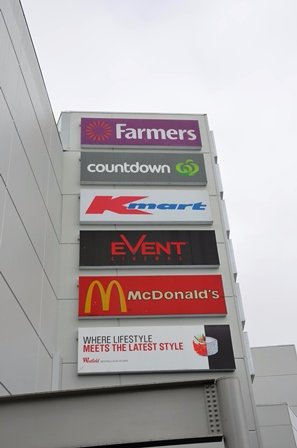 Farmers
countdown
Kmart
EVENT
CINEMAS
McDonald's
WHERE LIFESTYLE
MEETS THE LATEST STYLE
Westfield